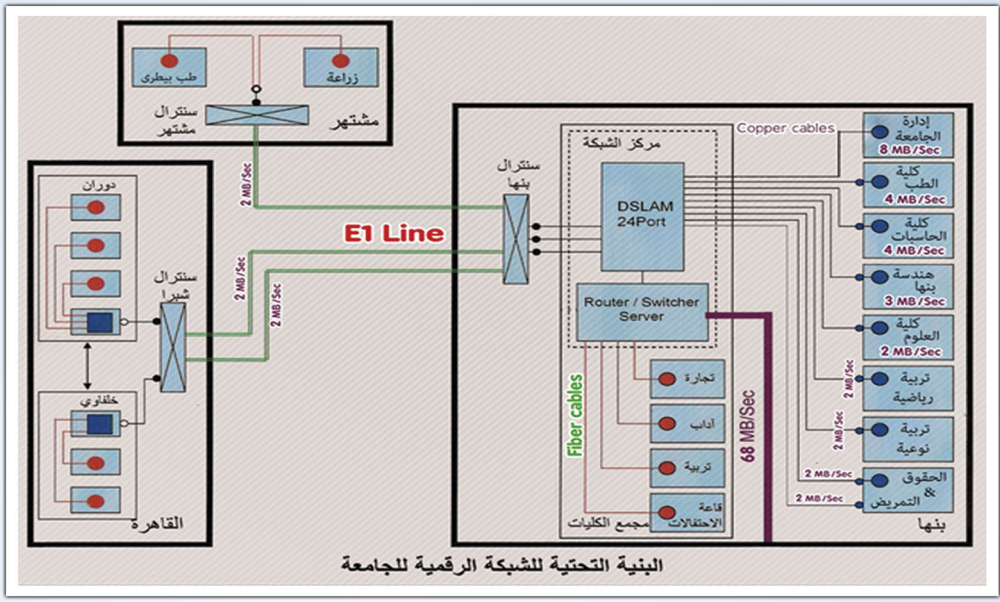 طب بيطرى
زراعة
سنترال
مشتهر
مشتهر
2 MB/Sec
دوران
سنترال
شبرا
خلفاوي
القاهرة
2 MB/Sec
2 MB/Sec
E1 Line
سنترال
بنها
مركز الشبكة
DSLAM
24Port
Router / Switcher
Server
Copper cables
Fiber cables
68 MB/Sec
تجارة
آداب
تربية
قاعة
الاحتفالات
مجمع الكليات
إدارة
الجامعة
8 MB/Sec
كلية
الطب
4 MB/Sec
كلية
الحاسبات
4 MB/Sec
هندسة
بنها
3 MB/Sec
كلية
العلوم
2 MB/Sec
تربية
رياضية
2 MB/Sec
تربية
نوعية
2 MB/Sec
الحقوق
&
التمريض
2 MB/Sec
2 MB/Sec
بنها
البنية التحتية للشبكة الرقمية للجامعة